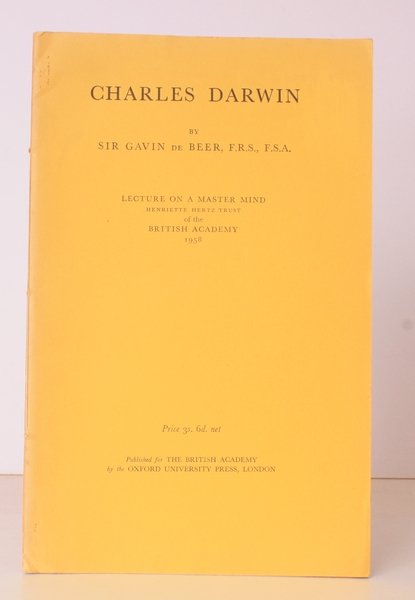 CHARLES DARWIN
BY
SIR GAVIN DE BEER, F.R.S., F.S.A.
LECTURE ON A MASTER MIND
HENRIETTE HERTZ TRUST
of the
BRITISH ACADEMY
1958
Price 3s. 6d. net
Published for THE BRITISH ACADEMY
by the OXFORD UNIVERSITY PRESS, LONDON